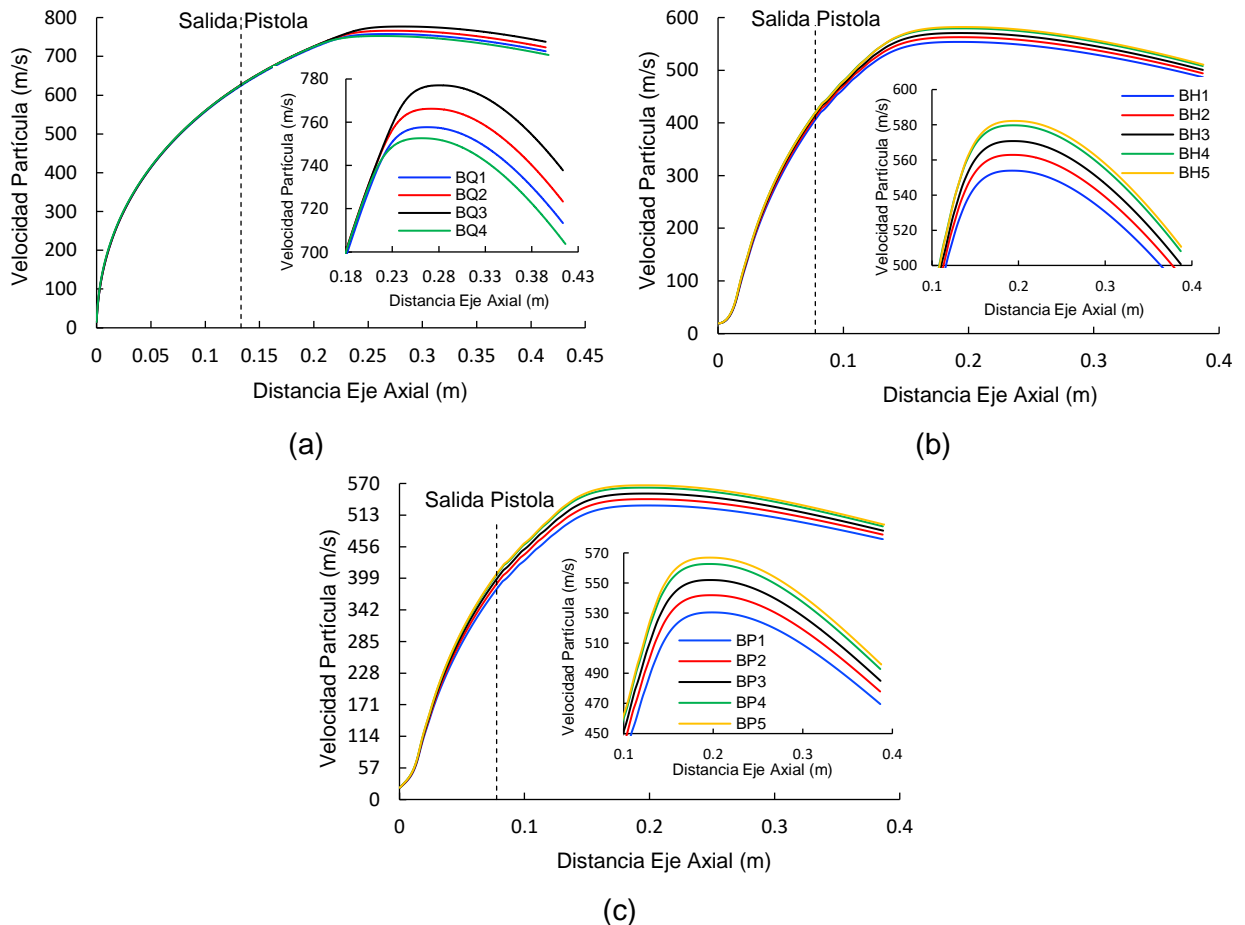 Salida Pistola
Velocidad Partícula (m/s)
800
700
600
500
400
300
200
100
0
0 0.05 0.1 0.15 0.2 0.25 0.3 0.35 0.4 0.45
Distancia Eje Axial (m)
Velocidad Partícula (m/s)
780
760
740
720
700
0.18 0.23 0.28 0.33 0.38 0.43
Distancia Eje Axial (m)
BQ1
BQ2
BQ3
BQ4
(a)
Salida Pistola
Velocidad Partícula (m/s)
600
500
400
300
200
100
0
0 0.1 0.2 0.3 0.4
Distancia Eje Axial (m)
BH1
BH2
BH3
BH4
BH5
Velocidad Partícula (m/s)
600
580
560
540
520
500
0.1 0.2 0.3 0.4
Distancia Eje Axial (m)
(b)
Salida Pistola
Velocidad Partícula (m/s)
570
513
456
399
342
285
228
171
114
57
0
0 0.1 0.2 0.3 0.4
Distancia Eje Axial (m)
Velocidad Partícula (m/s)
570
550
530
510
490
470
450
0.1 0.2 0.3 0.4
Distancia Eje Axial (m)
BP1
BP2
BP3
BP4
BP5
(c)